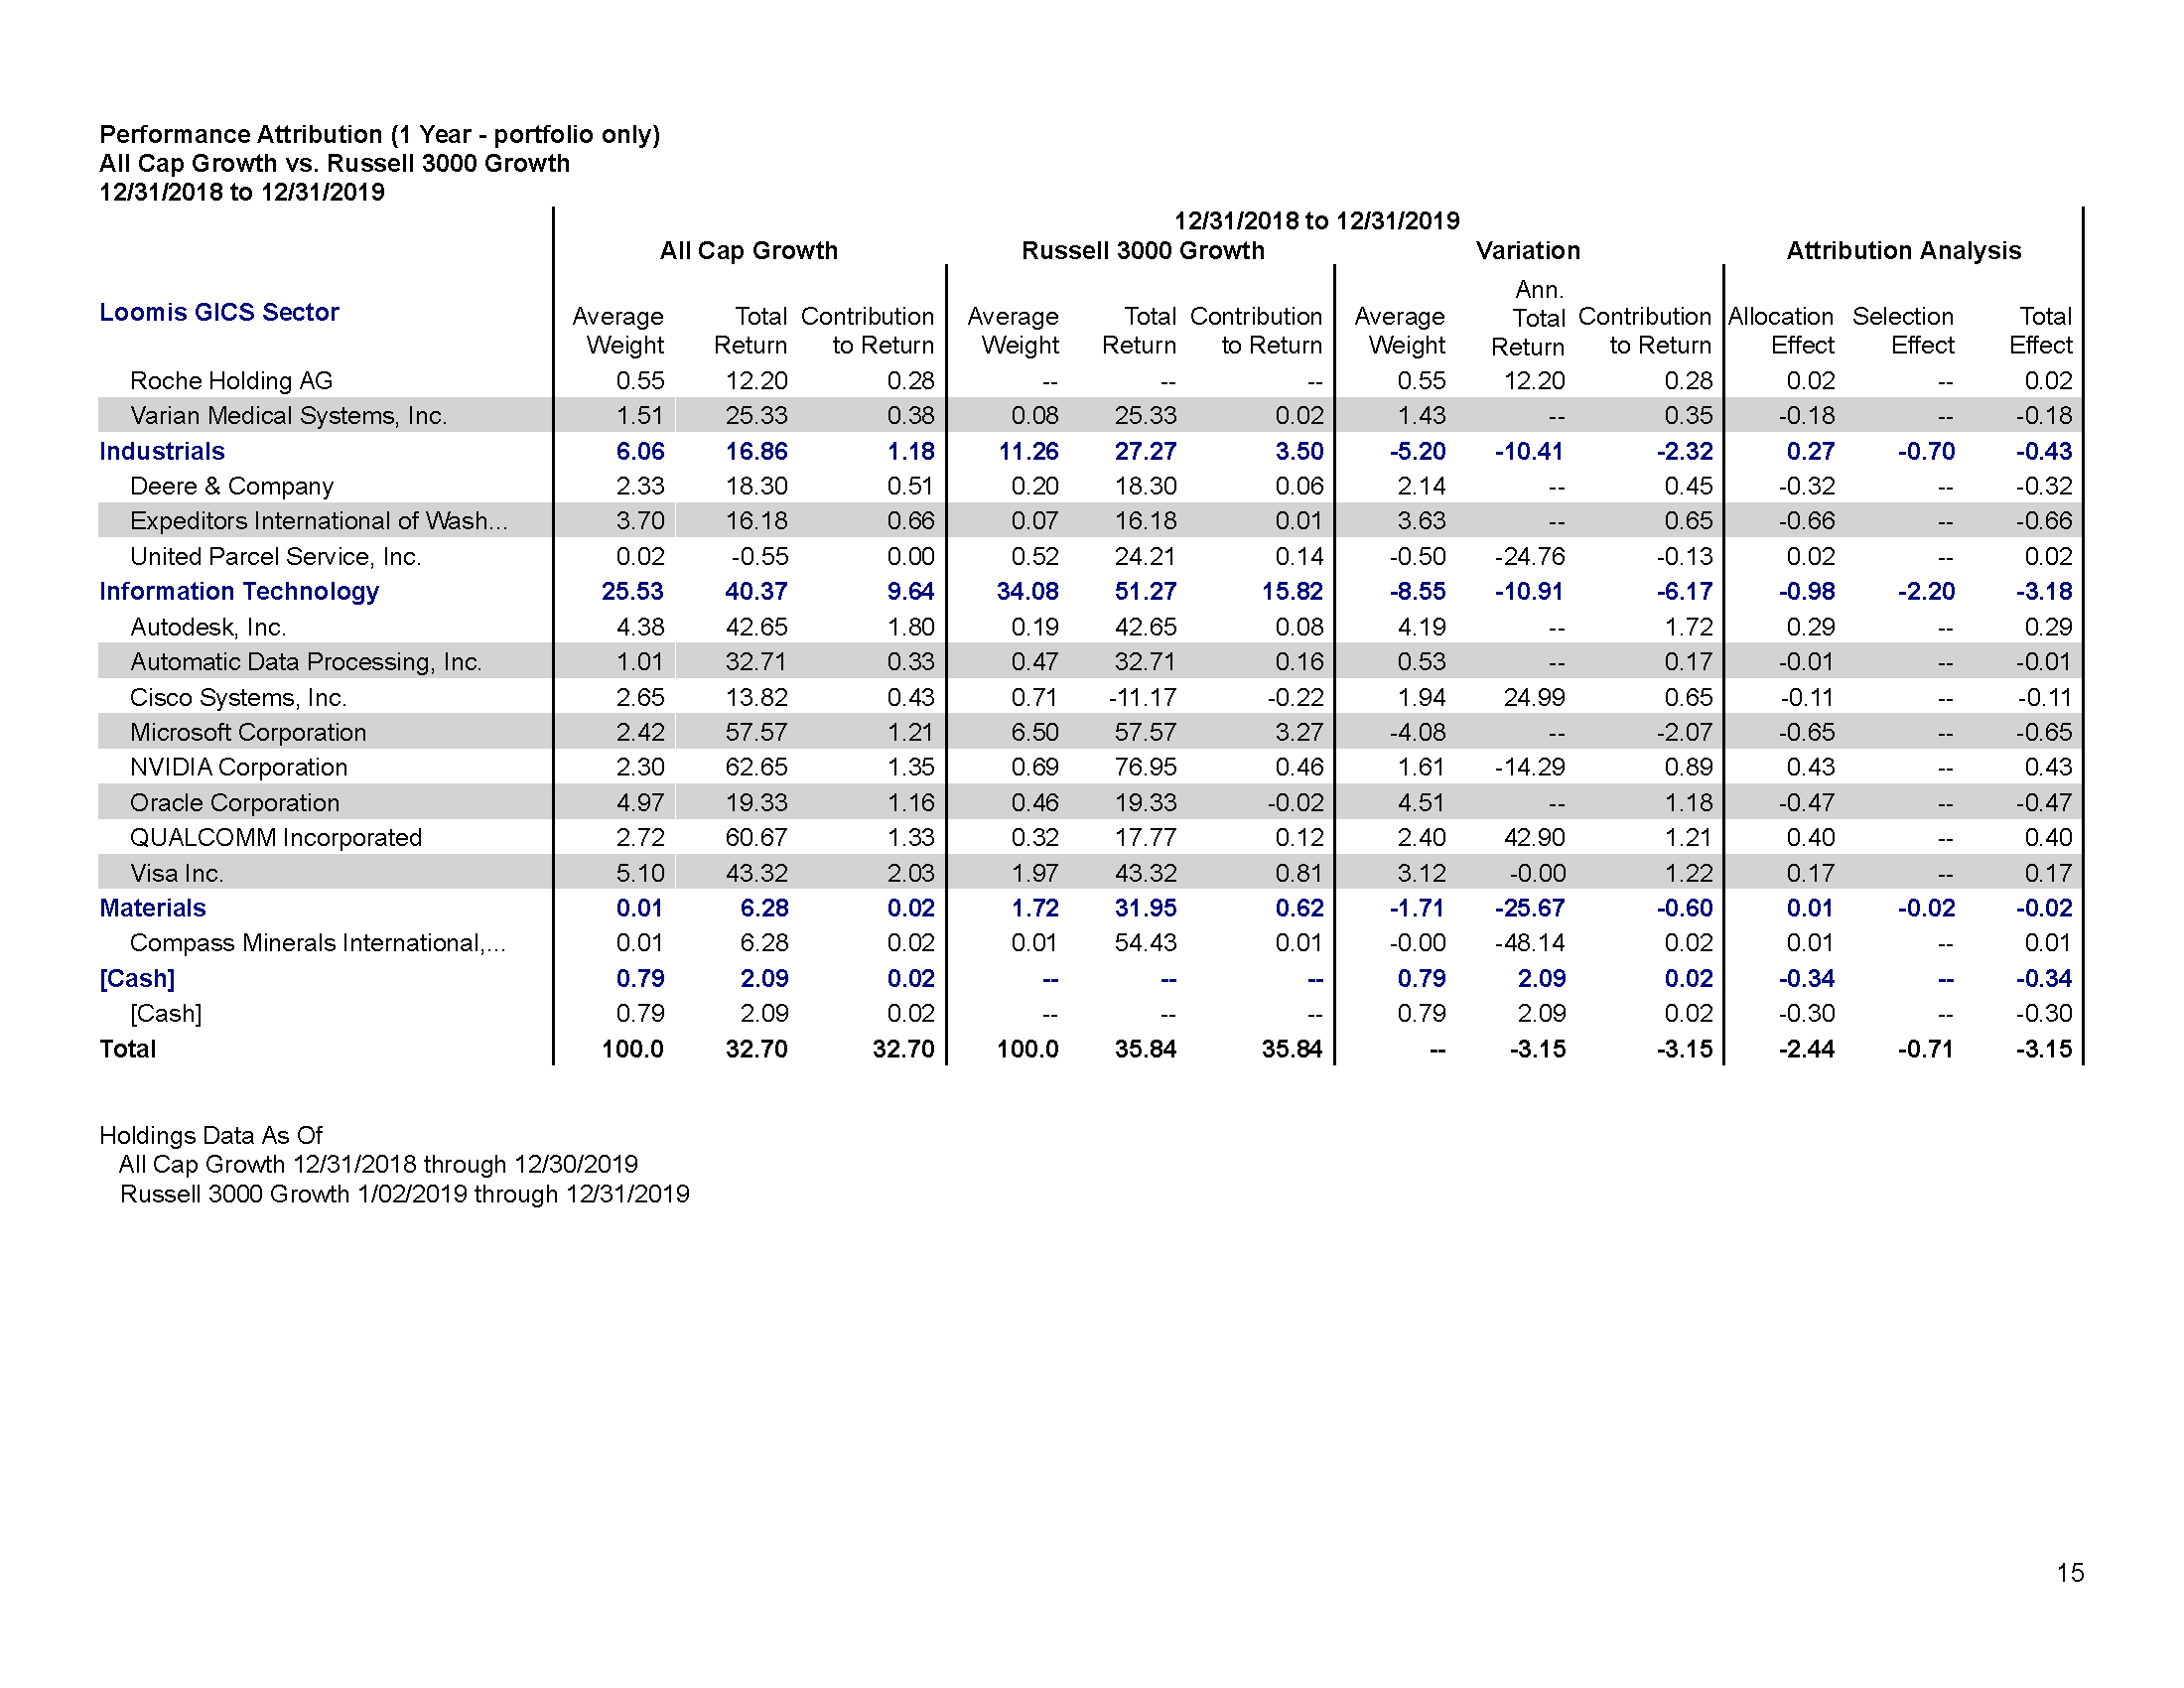 Performance Attribution (1 Year - portfolio only)
All Cap Growth vs. Russell 3000 Growth
12/31/2018 to 12/31/2019
12/31/2018 to 12/31/2019
All Cap Growth Russell 3000 Growth Variation Attribution Analysis
Loomis GICS Sector Average Weight Total Return Contribution to Return Average Weight Total Return Contribution to Return Average Weight Ann. Total Return Contribution to Return Allocation Effect Selection Effect Total Effect
Roche Holding AG 0.55 12.20 0.28 -- -- -- 0.55 12.20 0.28 0.02 -- 0.02
Varian Medical Systems, Inc. 1.51 25.33 0.38 0.08 25.33 0.02 1.43 -- 0.35 -0.18 -- -0.18
Industrials 6.06 16.86 1.18 11.26 27.27 3.50 -5.20 -10.41 -2.32 0.27 -0.70 -0.43
Deere & Company 2.33 18.30 0.51 0.20 18.30 0.06 2.14 -- 0.45 -0.32 -- -0.32
Expeditors International of Wash... 3.70 16.18 0.66 0.07 16.18 0.01 3.63 -- 0.65 -0.66 -- -0.66
United Parcel Service, Inc. 0.02 -0.55 0.00 0.52 24.21 0.14 -0.50 -24.76 -0.13 0.02 -- 0.02
Information Technology 25.53 40.37 9.64 34.08 51.27 15.82 -8.55 -10.91 -6.17 -0.98 -2.20 -3.18
Autodesk, Inc. 4.38 42.65 1.80 0.19 42.65 0.08 4.19 -- 1.72 0.29 -- 0.29
Automatic Data Processing, Inc. 1.01 32.71 0.33 0.47 32.71 0.16 0.53 -- 0.17 -0.01 -- -0.01
Cisco Systems, Inc. 2.65 13.82 0.43 0.71 -11.17 -0.22 1.94 24.99 0.65 -0.11 -- -0.11
Microsoft Corporation 2.42 57.57 1.21 6.50 57.57 3.27 -4.08 -- -2.07 -0.65 -- -0.65
NVIDIA Corporation 2.30 62.65 1.35 0.69 76.95 0.46 1.61 -14.29 0.89 0.43 -- 0.43
Oracle Corporation 4.97 19.33 1.16 0.46 19.33 -0.02 4.51 -- 1.18 -0.47 -- -0.47
QUALCOMM Incorporated 2.72 60.67 1.33 0.32 17.77 0.12 2.40 42.90 1.21 0.40 -- 0.40
Visa Inc. 5.10 43.32 2.03 1.97 43.32 0.81 3.12 -0.00 1.22 0.17 -- 0.17
Materials 0.01 6.28 0.02 1.72 31.95 0.62 -1.71 -25.67 -0.60 0.01 -0.02 -0.02
Compass Minerals International,... 0.01 6.28 0.02 0.01 54.43 0.01 -0.00 -48.14 0.02 0.01 -- 0.01
[Cash] 0.79 2.09 0.02 -- -- -- 0.79 2.09 0.02 -0.34 -- -0.34
[Cash] 0.79 2.09 0.02 -- -- -- 0.79 2.09 0.02 -0.30 -- -0.30
Total 100.0 32.70 32.70 100.0 35.84 35.84 -- -3.15 -3.15 -2.44 -0.71 -3.15
Holdings Data As Of
All Cap Growth 12/31/2018 through 12/30/2019
Russell 3000 Growth 1/02/2019 through 12/31/2019
15